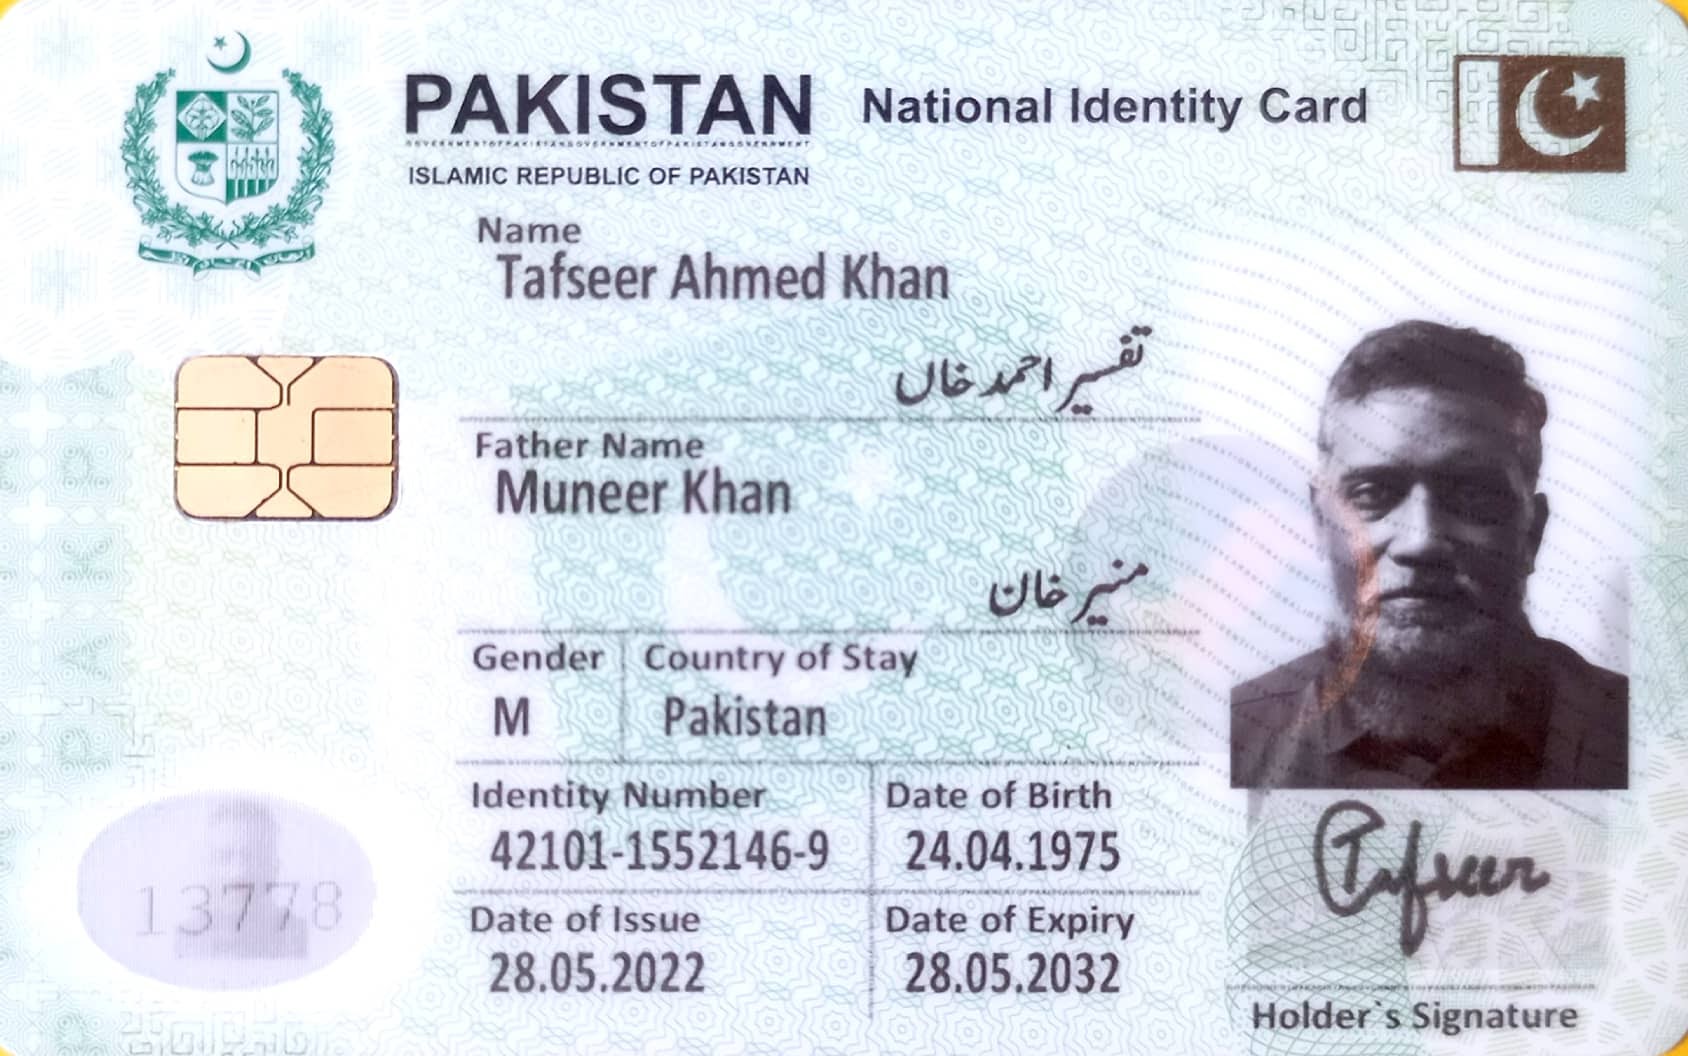 PAKISTAN National Identity Card
ISLAMIC REPUBLIC OF PAKISTAN
Name
Tafseer Ahmed Khan
تفسیر احمد خاں
Father Name
Muneer Khan
منیر خان
Gender Country of Stay
M Pakistan
Identity Number Date of Birth
42101-1552146-9 24.04.1975
Date of Issue Date of Expiry
28.05.2022 28.05.2032
13778
Tafseer
Holder`s Signature